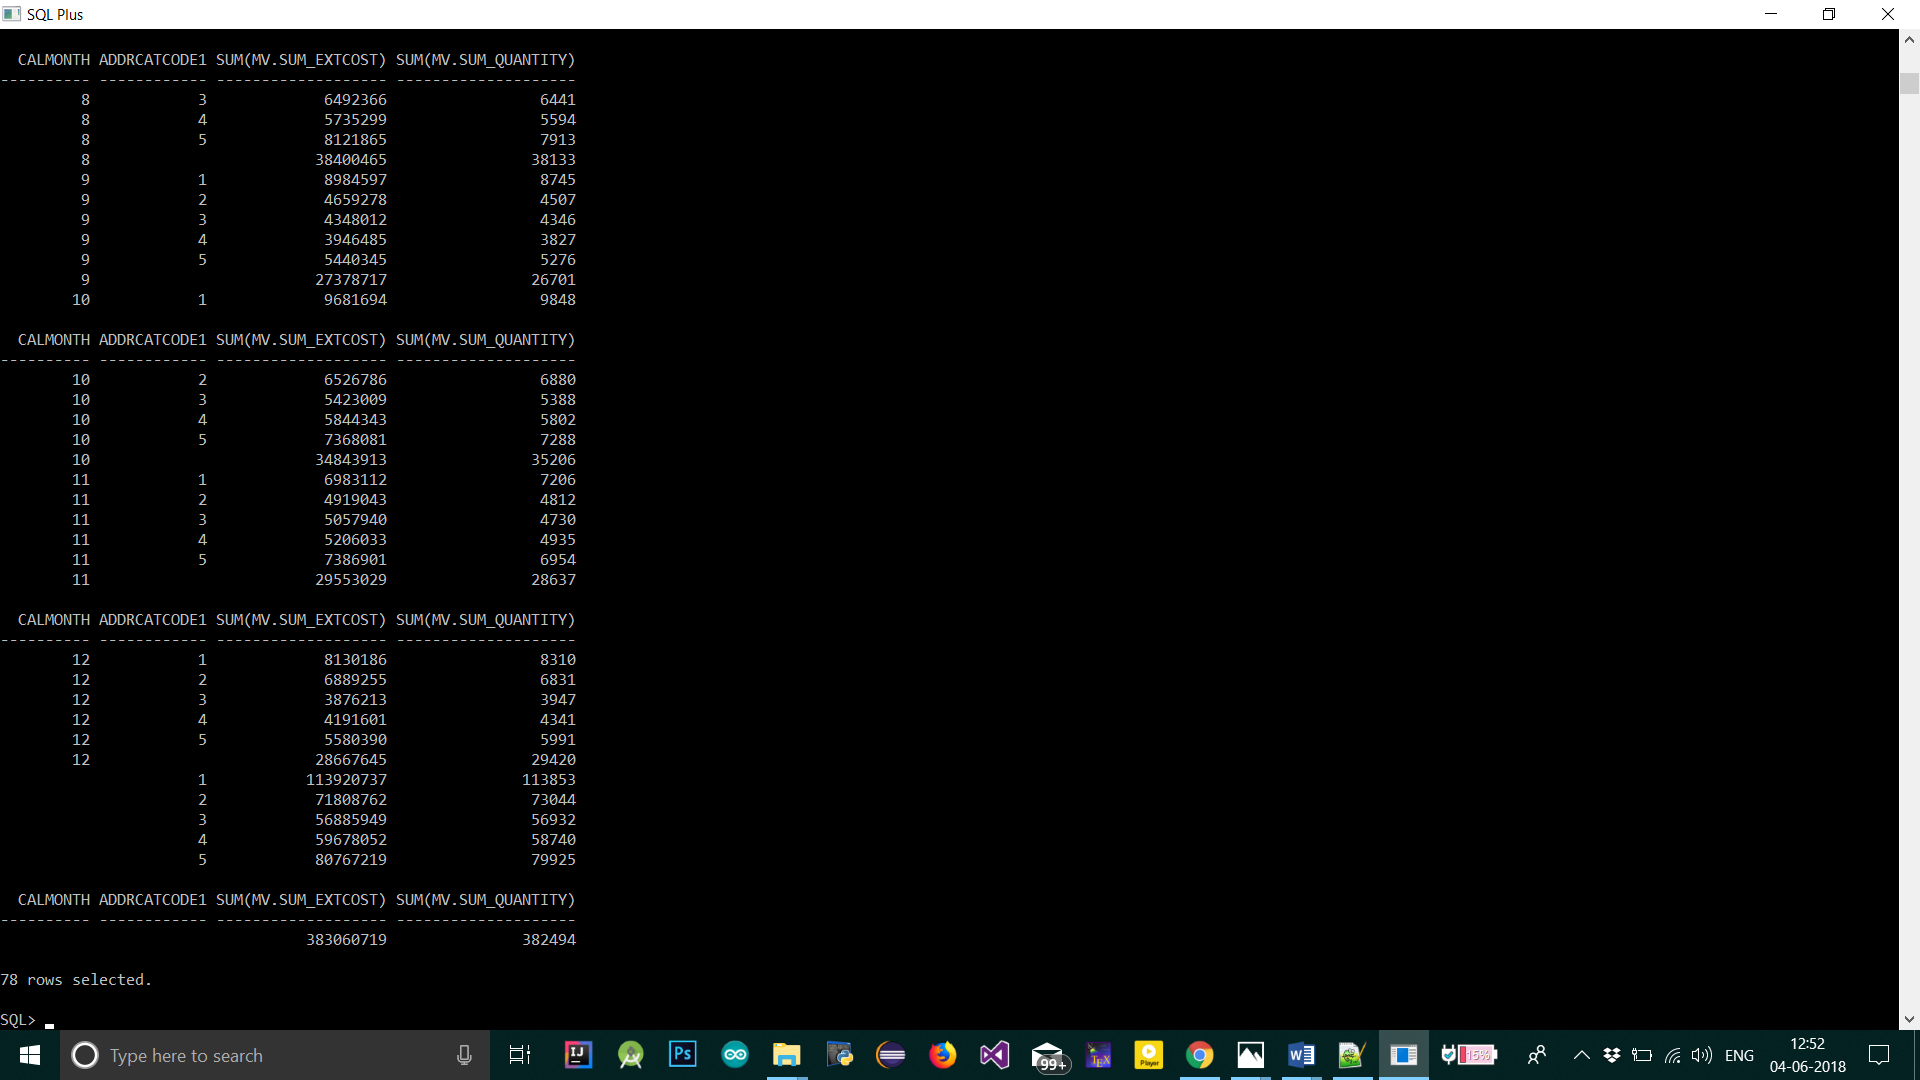 SQL Plus
CALMONTH ADDRCATCODE1 SUM(MV.SUM_EXTCOST) SUM(MV.SUM_QUANTITY)
---------- ------------ ------------------- --------------------
8 3 6492366 6441
8 4 5735299 5594
8 5 8121865 7913
8 38400465 38133
9 1 8984597 8745
9 2 4659278 4507
9 3 4348012 4346
9 4 3946485 3827
9 5 5440345 5276
9 27378717 26701
10 1 9681694 9848
CALMONTH ADDRCATCODE1 SUM(MV.SUM_EXTCOST) SUM(MV.SUM_QUANTITY)
---------- ------------ ------------------- --------------------
10 2 6526786 6880
10 3 5423009 5388
10 4 5844343 5802
10 5 7368081 7288
10 34843913 35206
11 1 6983112 7206
11 2 4919043 4812
11 3 5057940 4730
11 4 5206033 4935
11 5 7386901 6954
11 29553029 28637
CALMONTH ADDRCATCODE1 SUM(MV.SUM_EXTCOST) SUM(MV.SUM_QUANTITY)
---------- ------------ ------------------- --------------------
12 1 8130186 8310
12 2 6889255 6831
12 3 3876213 3947
12 4 4191601 4341
12 5 5580390 5991
12 28667645 29420
1 113920737 113853
2 71808762 73044
3 56885949 56932
4 59678052 58740
5 80767219 79925
CALMONTH ADDRCATCODE1 SUM(MV.SUM_EXTCOST) SUM(MV.SUM_QUANTITY)
---------- ------------ ------------------- --------------------
383060719 382494
78 rows selected.
SQL>
Type here to search
IJ
Ps
99+
TEX
Player
15%
ENG
12:52
04-06-2018